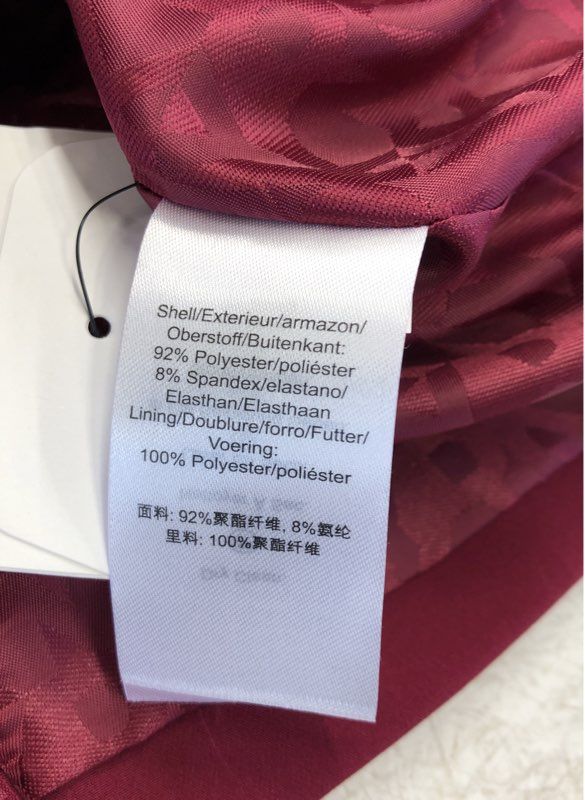 Shell/Exterieur/armazon/
Oberstoff/Buitenkant:
92% Polyester/poliéster
8% Spandex/elastano/
Elasthan/Elasthaan
Lining/Doublure/forro/Futter/
Voering:
100% Polyester/poliéster
面料: 92%聚酯纤维, 8%氨纶
里料: 100%聚酯纤维
Dry Clean